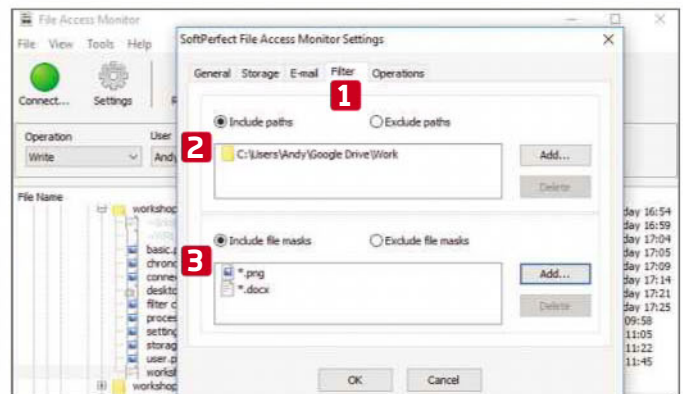 File Access Monitor
File View Tools Help
Connect...
Settings
Operation
User
Write
Andy
File Name
workshop
basic.p
chrono
connec
deskto
filter c
proces
setting
storag
user.p
worksh
workshop
SoftPerfect File Access Monitor Settings
General Storage E-mail Filter Operations
1
Include paths
Exclude paths
2
C:\Users\Andy\Google Drive\Work
Add...
Delete
Include file masks
Exclude file masks
3
*.png
*.docx
Add...
Delete
OK
Cancel
day 16:54
day 16:59
day 17:04
day 17:05
day 17:09
day 17:14
day 17:21
day 17:25
09:58
11:05
11:22
11:45